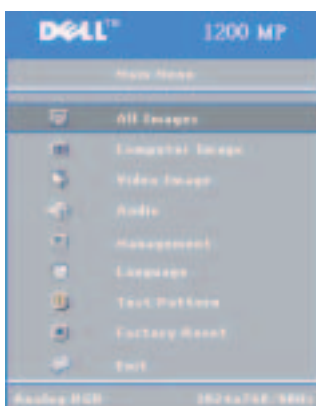 DELL™ 1200 MP
Main Menu
All Images
Computer Image
Video Image
Audio
Management
Language
Test Pattern
Factory Reset
Exit
Analog RGB